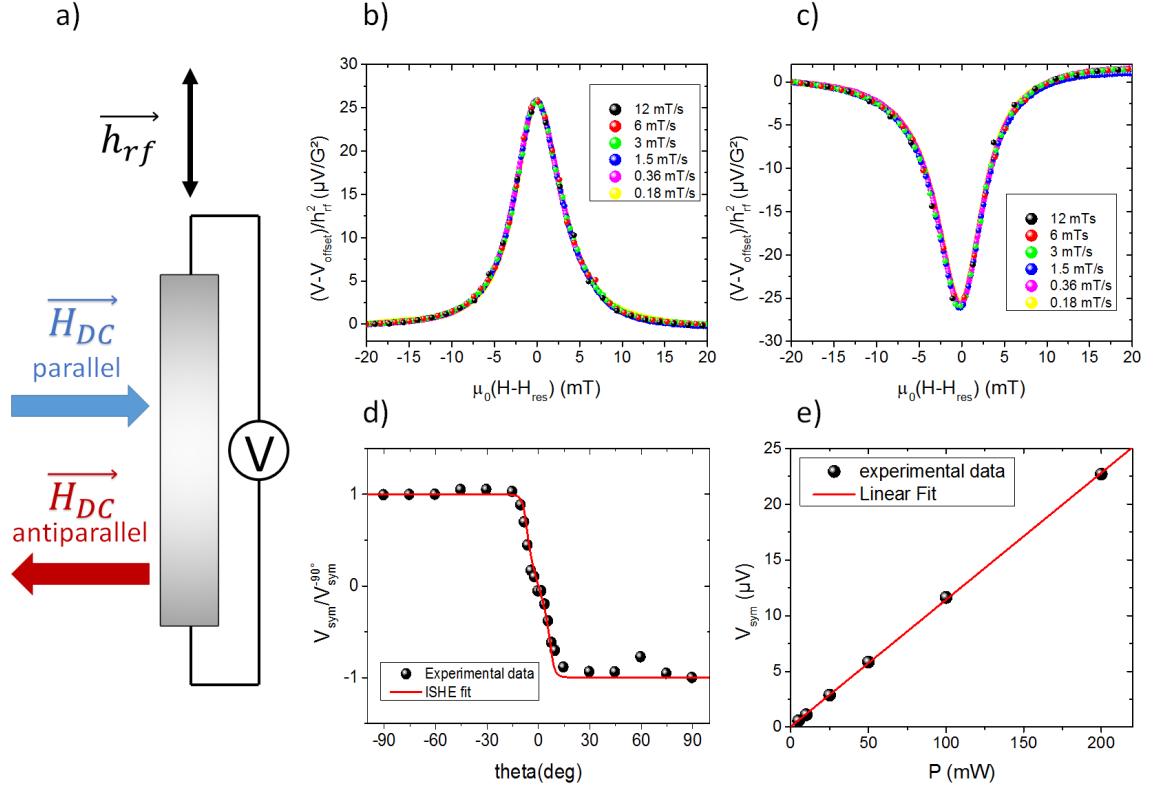 a)
h_rf
H_DC
parallel
H_DC
antiparallel
V
b)
(V-V_offset)/h²_rf (µV/G²)
30
25
20
15
10
5
0
-20 -15 -10 -5 0 5 10 15 20
µ₀(H-H_res) (mT)
12 mT/s
6 mT/s
3 mT/s
1.5 mT/s
0.36 mT/s
0.18 mT/s
c)
(V-V_offset)/h²_rf (µV/G²)
0
-5
-10
-15
-20
-25
-30
-20 -15 -10 -5 0 5 10 15 20
µ₀(H-H_res) (mT)
12 mTs
6 mTs
3 mT/s
1.5 mT/s
0.36 mT/s
0.18 mT/s
d)
V_sym/V_sym^-90°
1
0
-1
-90 -60 -30 0 30 60 90
theta(deg)
Experimental data
ISHE fit
e)
V_sym (µV)
25
20
15
10
5
0
0 50 100 150 200
P (mW)
experimental data
Linear Fit